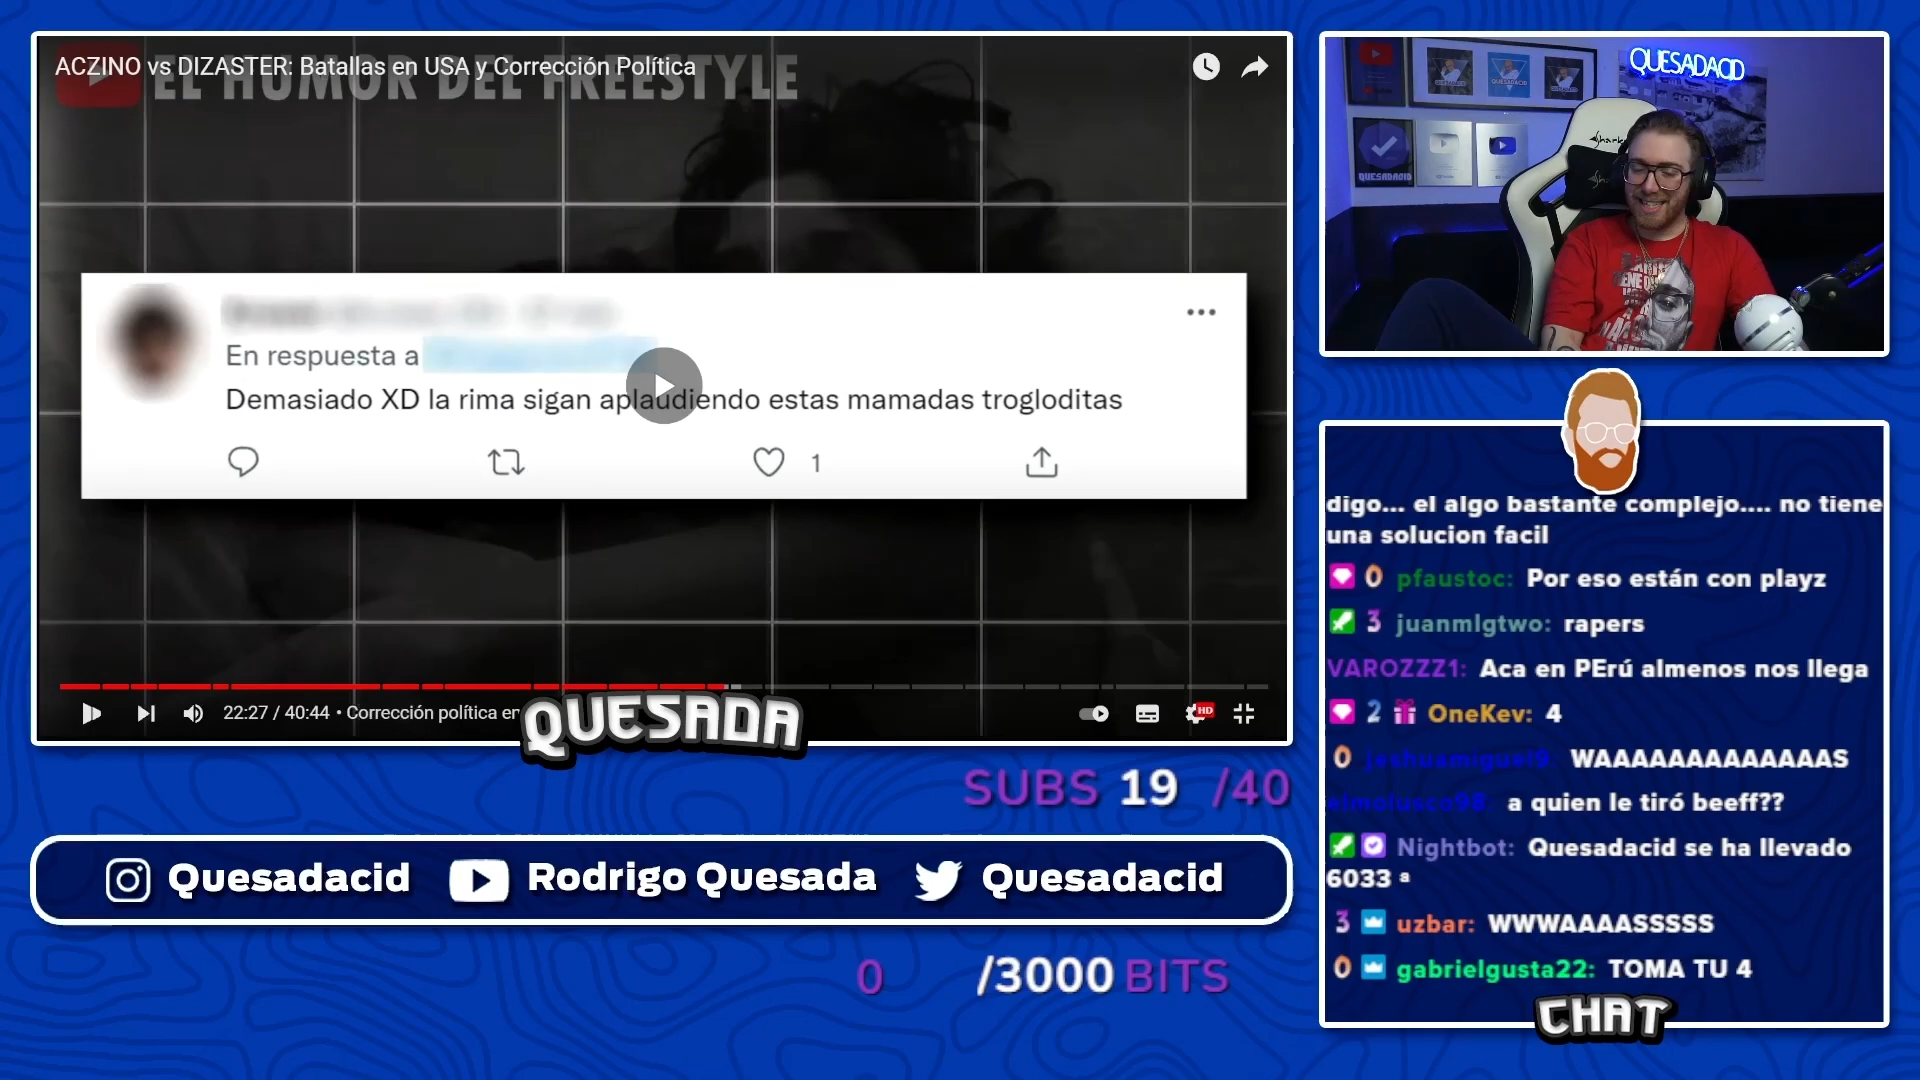 ACZINO vs DIZASTER: Batallas en USA y Corrección Política
EL HUMOR DEL FREESTYLE
En respuesta a
Demasiado XD la rima sigan aplaudiendo estas mamadas trogloditas
1
22:27 / 40:44 • Corrección política en
HD
QUESADA
SUBS 19 /40
Quesadacid
Rodrigo Quesada
Quesadacid
0 /3000 BITS
QUESADACID
QUESADACID
digo... el algo bastante complejo.... no tiene
una solucion facil
0 pfaustoc: Por eso están con playz
3 juanmlgtwo: rapers
VAROZZZ1: Aca en PErú almenos nos llega
2 OneKev: 4
0 jeshuamiguel9: WAAAAAAAAAAAAAS
elmolusco98: a quien le tiró beeff??
Nightbot: Quesadacid se ha llevado
6033 a
3 uzbar: WWWAAAASSSSS
0 gabrielgusta22: TOMA TU 4
CHAT